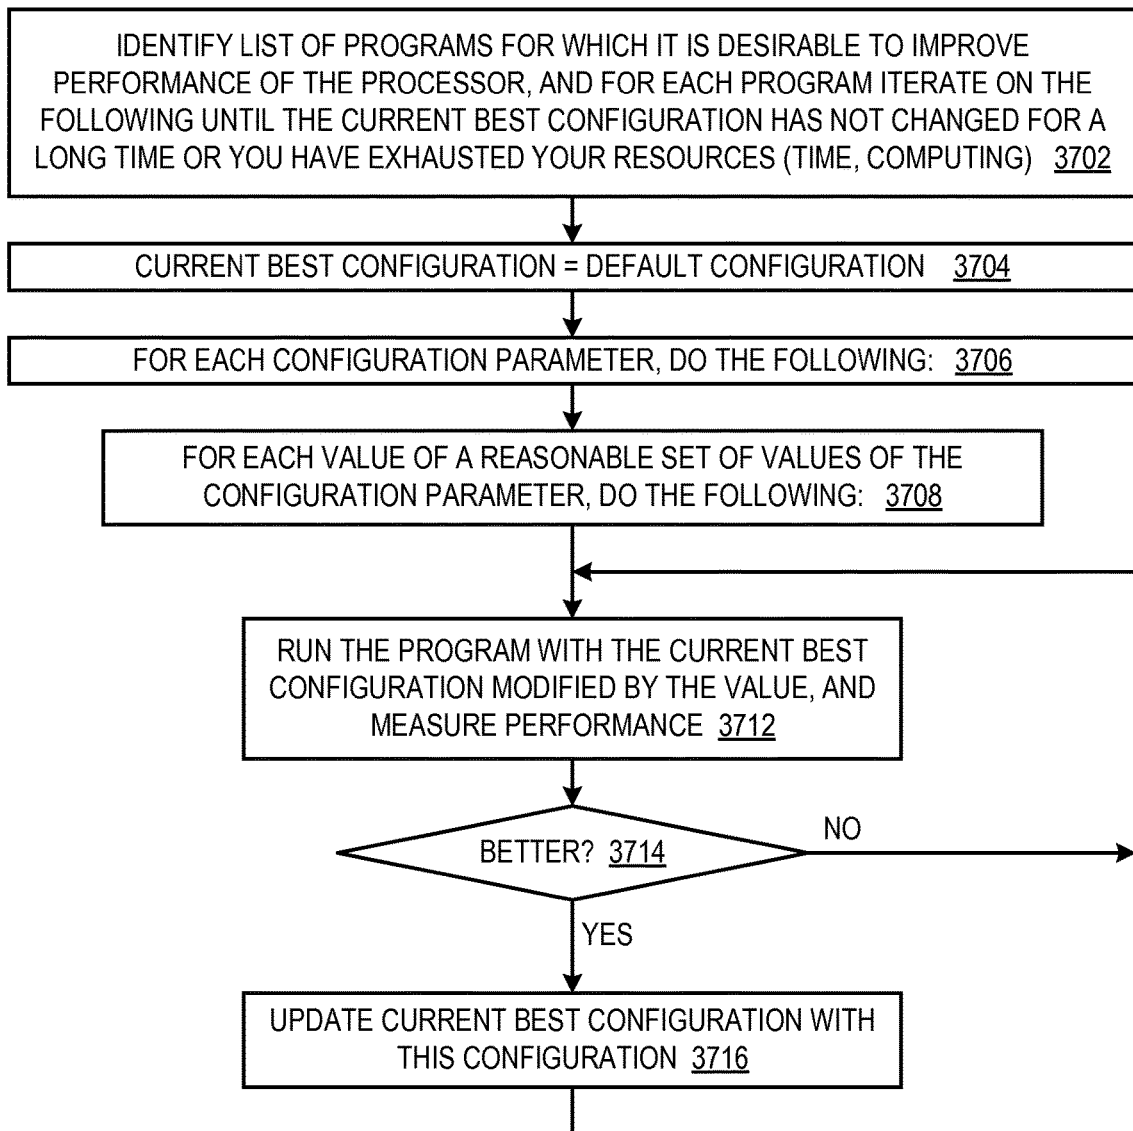 IDENTIFY LIST OF PROGRAMS FOR WHICH IT IS DESIRABLE TO IMPROVE
PERFORMANCE OF THE PROCESSOR, AND FOR EACH PROGRAM ITERATE ON THE
FOLLOWING UNTIL THE CURRENT BEST CONFIGURATION HAS NOT CHANGED FOR A
LONG TIME OR YOU HAVE EXHAUSTED YOUR RESOURCES (TIME, COMPUTING) 3702
CURRENT BEST CONFIGURATION = DEFAULT CONFIGURATION 3704
FOR EACH CONFIGURATION PARAMETER, DO THE FOLLOWING: 3706
FOR EACH VALUE OF A REASONABLE SET OF VALUES OF THE
CONFIGURATION PARAMETER, DO THE FOLLOWING: 3708
RUN THE PROGRAM WITH THE CURRENT BEST
CONFIGURATION MODIFIED BY THE VALUE, AND
MEASURE PERFORMANCE 3712
BETTER? 3714
NO
YES
UPDATE CURRENT BEST CONFIGURATION WITH
THIS CONFIGURATION 3716